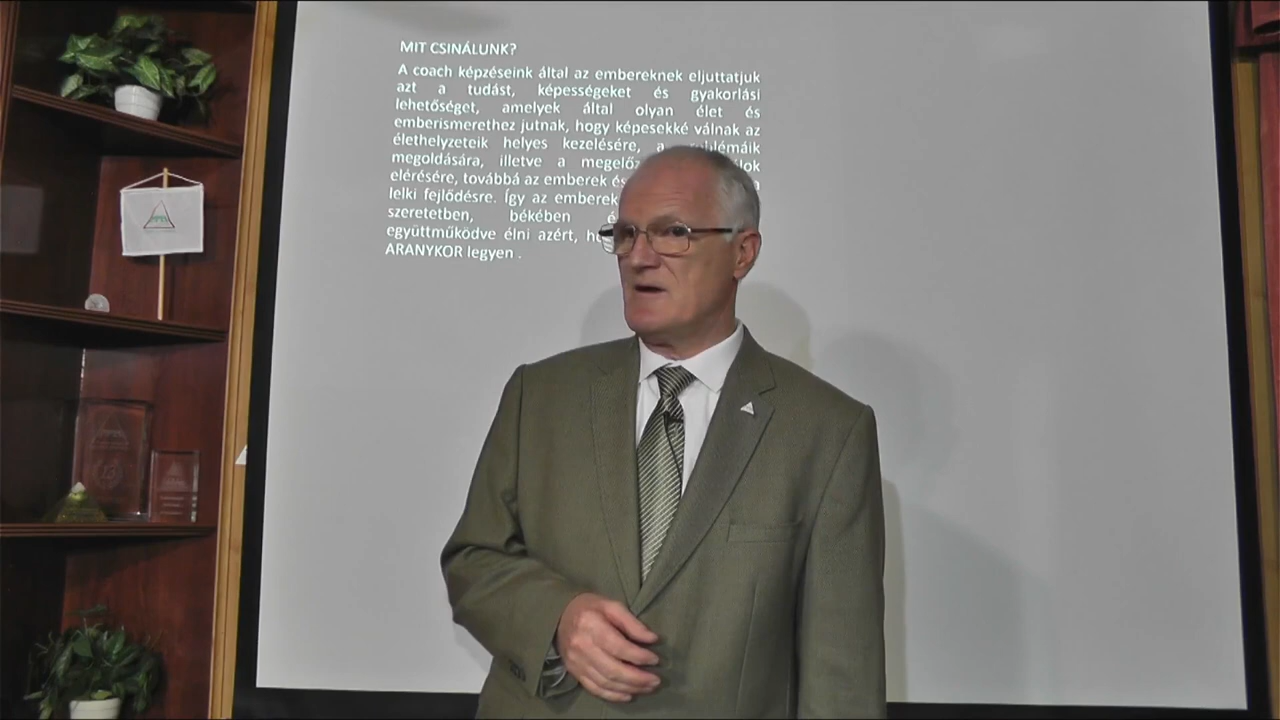 MIT CSINÁLUNK?
A coach képzéseink által az embereknek eljuttatjuk
azt a tudást, képességeket és gyakorlási
lehetőséget, amelyek által olyan élet és
emberismerethez jutnak, hogy képesekké válnak az
élethelyzeteik helyes kezelésére, a
megoldására, illetve a
elérésére, továbbá az emberek és
lelki fejlődésre. Így az emberek
szeretetben, békében
együttműködve élni azért,
ARANYKOR legyen .